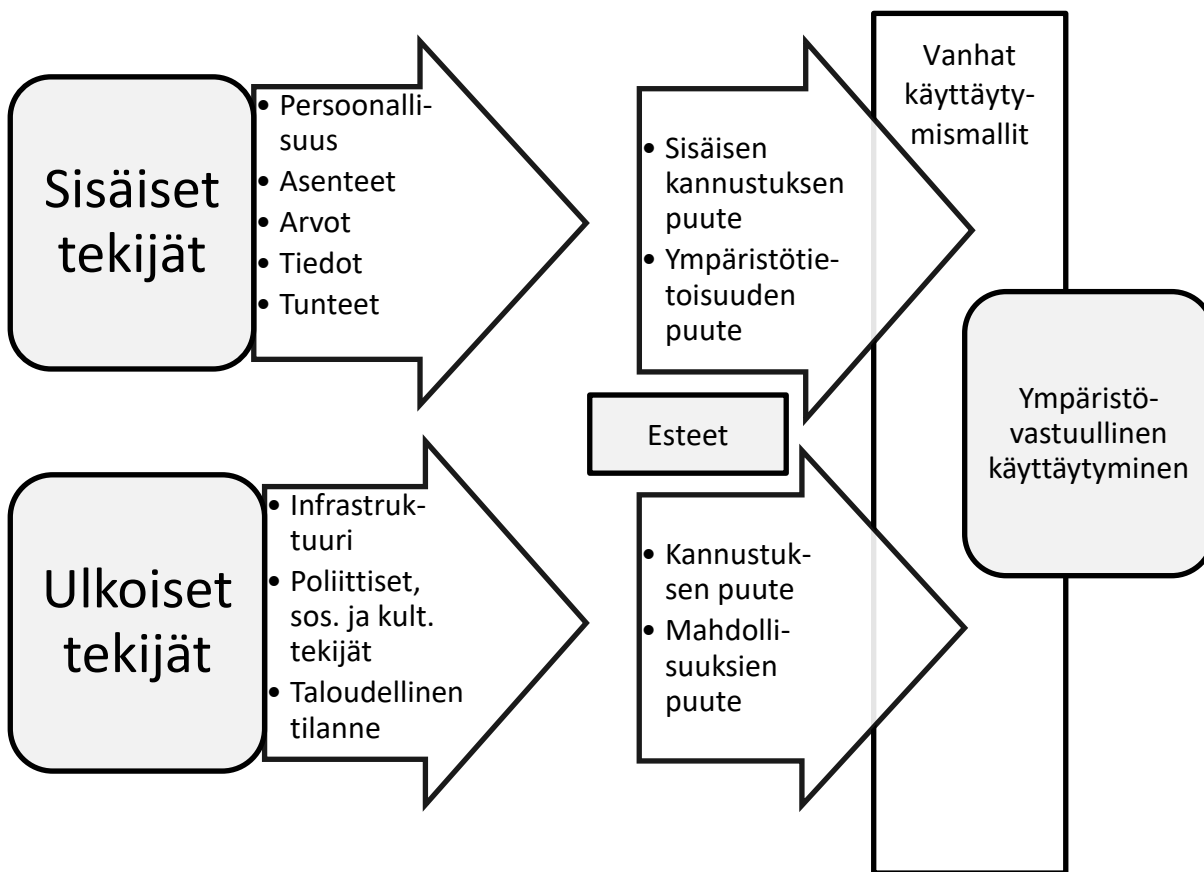 Sisäiset
tekijät
• Persoonalli-
suus
• Asenteet
• Arvot
• Tiedot
• Tunteet
• Sisäisen
kannustuksen
puute
• Ympäristötie-
toisuuden
puute
Vanhat
käyttäyty-
mismallit
Esteet
Ympäristö-
vastuullinen
käyttäytyminen
Ulkoiset
tekijät
• Infrastruk-
tuuri
• Poliittiset,
sos. ja kult.
tekijät
• Taloudellinen
tilanne
• Kannustuk-
sen puute
• Mahdolli-
suuksien
puute